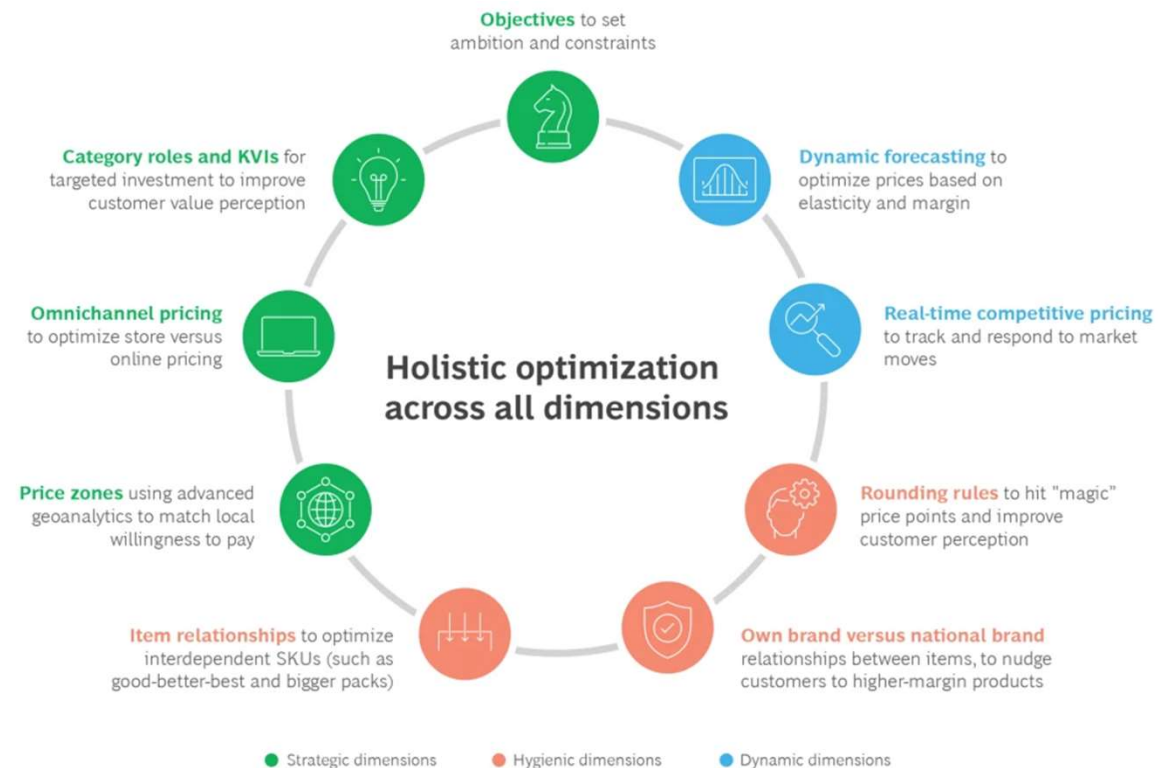 Objectives to set
ambition and constraints
Category roles and KVIs for
targeted investment to improve
customer value perception
Dynamic forecasting to
optimize prices based on
elasticity and margin
Omnichannel pricing
to optimize store versus
online pricing
Real-time competitive pricing
to track and respond to market
moves
Holistic optimization
across all dimensions
Price zones using advanced
geoanalytics to match local
willingness to pay
Rounding rules to hit "magic"
price points and improve
customer perception
Item relationships to optimize
interdependent SKUs (such as
good-better-best and bigger packs)
Own brand versus national brand
relationships between items, to nudge
customers to higher-margin products
Strategic dimensions
Hygienic dimensions
Dynamic dimensions